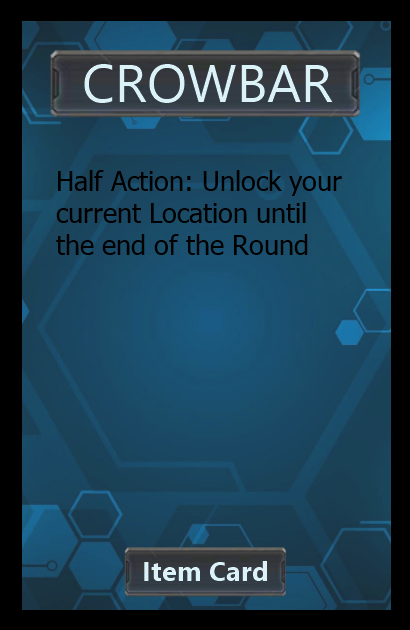 CROWBAR
Half Action: Unlock your
current Location until
the end of the Round
Item Card